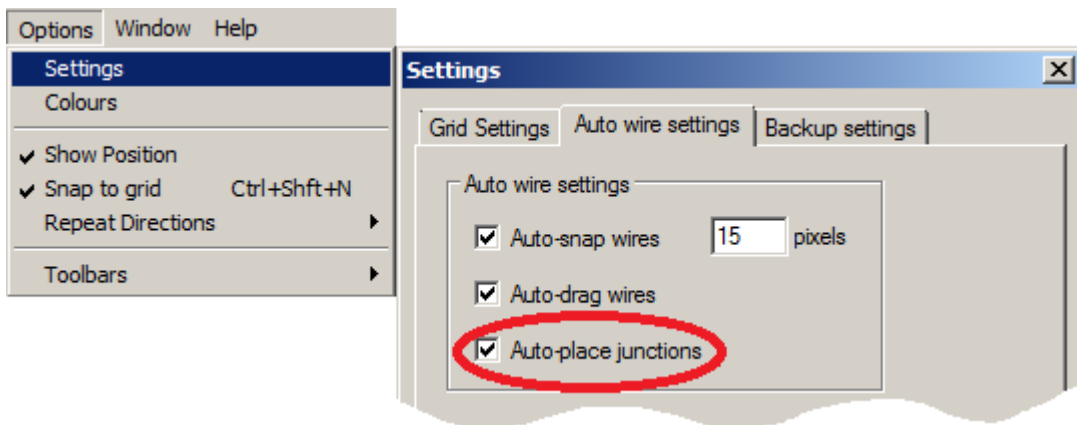 Options Window Help
Settings
Colours
Show Position
Snap to grid Ctrl+Shft+N
Repeat Directions
Toolbars
Settings
Grid Settings Auto wire settings Backup settings
Auto wire settings
Auto-snap wires 15 pixels
Auto-drag wires
Auto-place junctions